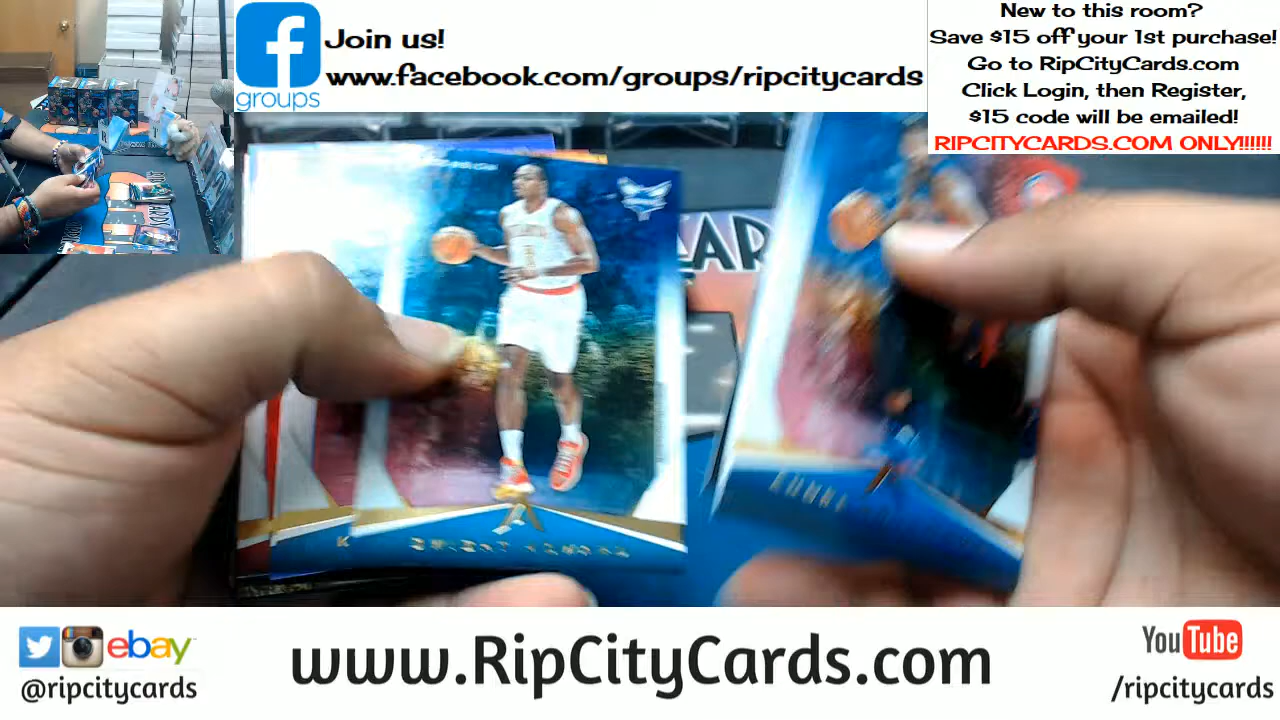 Join us!
www.facebook.com/groups/ripcitycards
groups
New to this room?
Save $15 off your 1st purchase!
Go to RipCityCards.com
Click Login, then Register,
$15 code will be emailed!
RIPCITYCARDS.COM ONLY!!!!!!
DWIGHT HOWARD
ebay
@ripcitycards
www.RipCityCards.com
YouTube
/ripcitycards